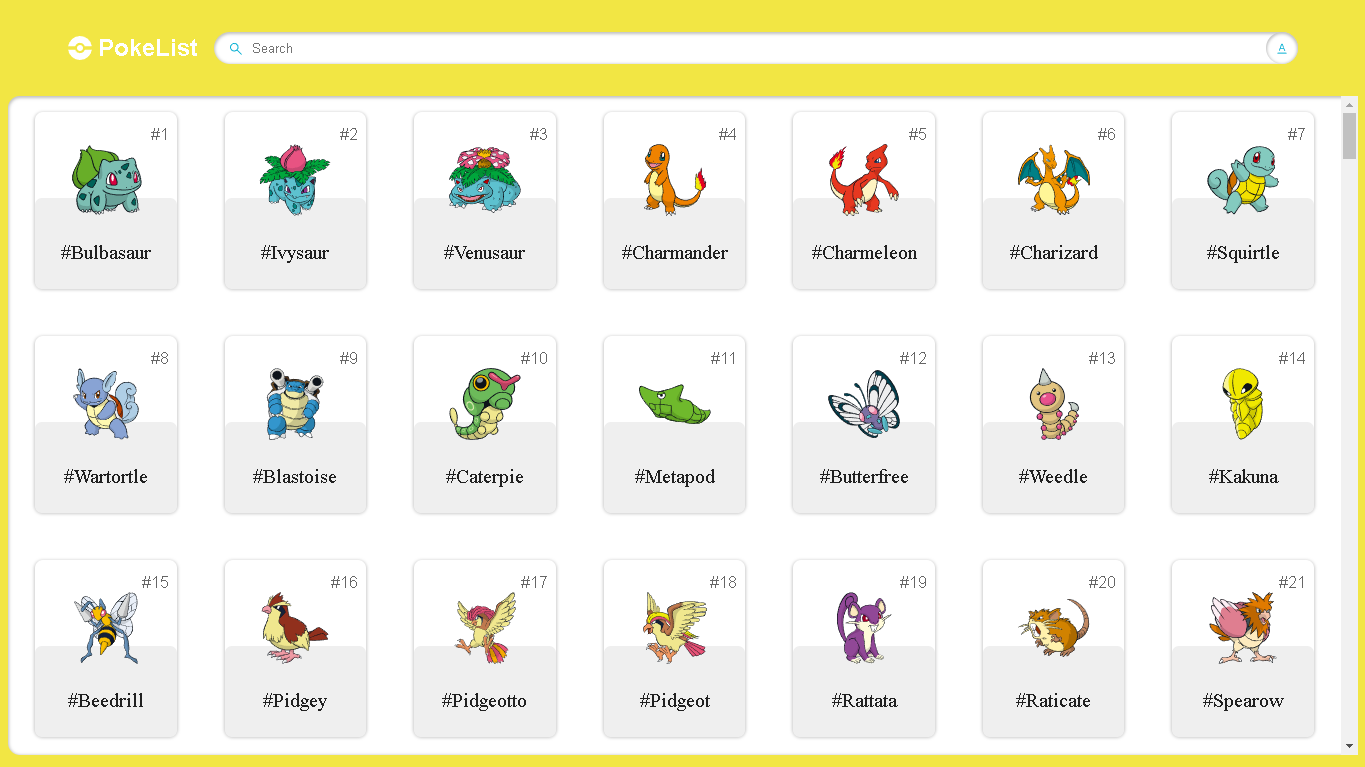 PokeList
Search
A
#1
#2
#3
#4
#5
#6
#7
#Bulbasaur
#Ivysaur
#Venusaur
#Charmander
#Charmeleon
#Charizard
#Squirtle
#8
#9
#10
#11
#12
#13
#14
#Wartortle
#Blastoise
#Caterpie
#Metapod
#Butterfree
#Weedle
#Kakuna
#15
#16
#17
#18
#19
#20
#21
#Beedrill
#Pidgey
#Pidgeotto
#Pidgeot
#Rattata
#Raticate
#Spearow